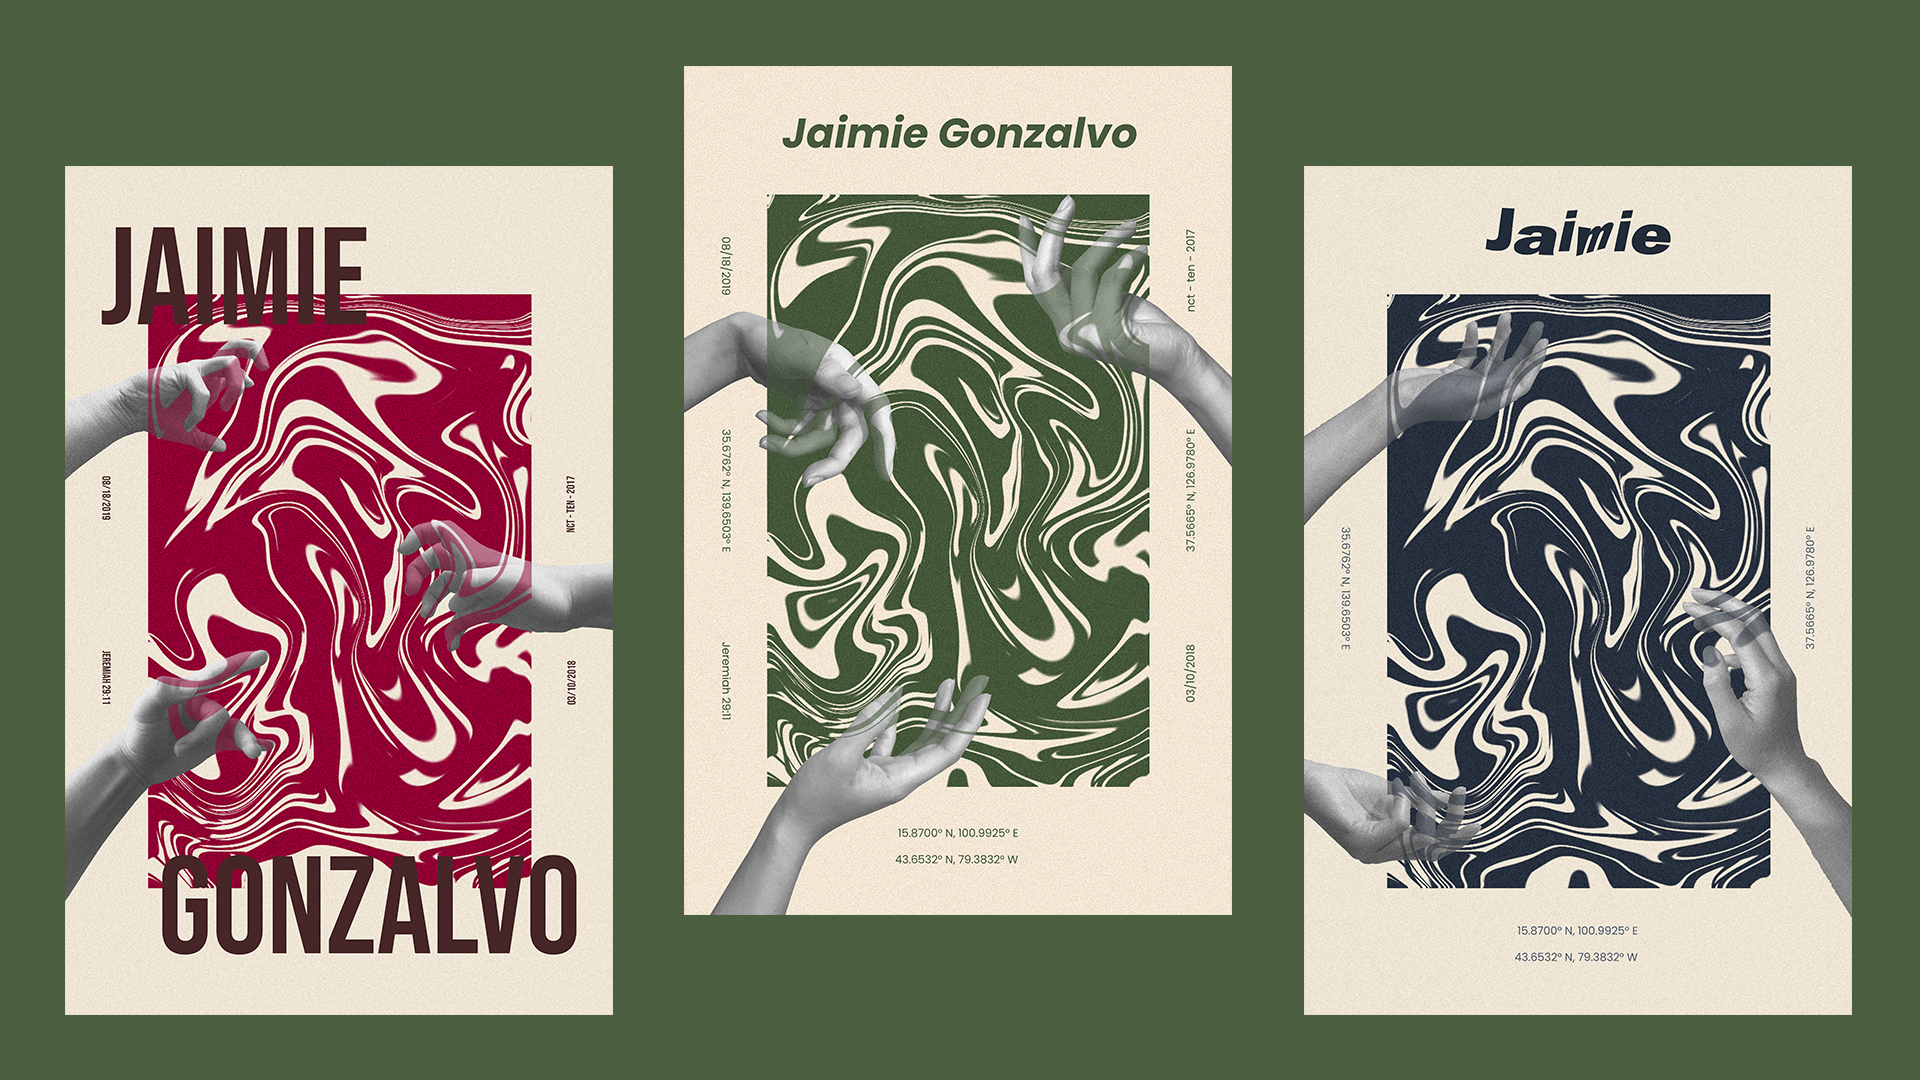 JAIMIE
08/18/2019
NCT - TEN - 2017
JEREMIAH 29:11
03/10/2018
GONZALVO
Jaimie Gonzalvo
08/18/2019
nct - ten - 2017
35.6762° N, 139.6503° E
37.5665° N, 126.9780° E
Jeremiah 29:11
03/10/2018
15.8700° N, 100.9925° E
43.6532° N, 79.3832° W
Jaimie
35.6762° N, 139.6503° E
37.5665° N, 126.9780° E
15.8700° N, 100.9925° E
43.6532° N, 79.3832° W